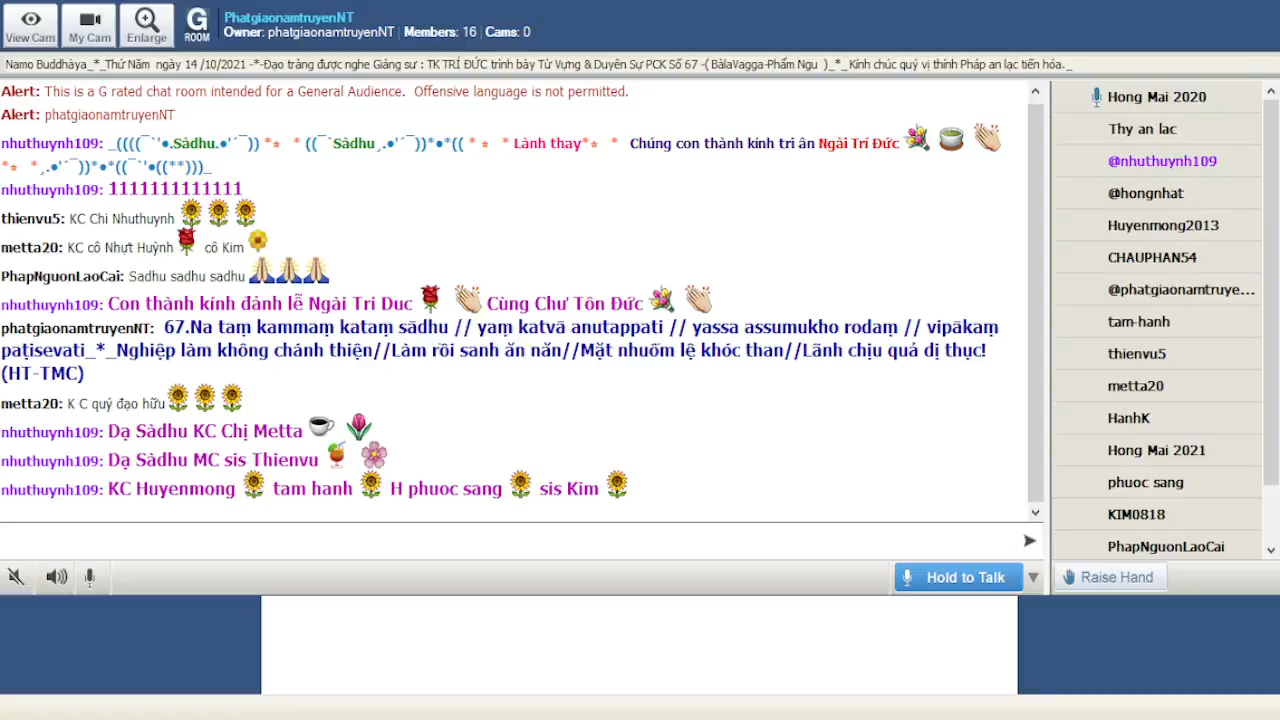 View Cam
My Cam
Enlarge
G
ROOM
PhatgiaonamtruyenNT
Owner: phatgiaonamtruyenNT | Members: 16 | Cams: 0
Namo Buddhàya_*_Thứ Năm ngày 14 /10/2021 -*-Đạo tràng được nghe Giảng sư : TK TRÍ ĐỨC trình bày Từ Vựng & Duyên Sự PCK Số 67 -( BàlaVagga-Phẩm Ngu )_*_ Kính chúc quý vị thính Pháp an lạc tiến hóa._
Alert: This is a G rated chat room intended for a General Audience. Offensive language is not permitted.
Alert: phatgiaonamtruyenNT
nhuthuynh109: _((((¯`'•.Sàdhu.•'´¯)) *⭑ * ((¯`Sàdhu¸.•'´¯))*•*(( * ⭑ * Lành thay*⭑ * Chúng con thành kính tri ân Ngài Trí Đức
*⭑ *¸.•'´¯))*•*((¯`'•((**)))_
nhuthuynh109: 1111111111111
thienvu5: KC Chi Nhuthuynh
metta20: KC cô Nhựt Huỳnh cô Kim
PhapNguonLaoCai: Sadhu sadhu sadhu
nhuthuynh109: Con thành kính đảnh lễ Ngài Tri Duc Cùng Chư Tôn Đức
phatgiaonamtruyenNT: 67.Na taṃ kammaṃ kataṃ sādhu // yaṃ katvā anutappati // yassa assumukho rodaṃ // vipākaṃ
paṭisevati_*_Nghiệp làm không chánh thiện//Làm rồi sanh ăn năn//Mặt nhuốm lệ khóc than//Lãnh chịu quả dị thục!
(HT-TMC)
metta20: K C quý đạo hữu
nhuthuynh109: Dạ Sàdhu KC Chị Metta
nhuthuynh109: Dạ Sàdhu MC sis Thienvu
nhuthuynh109: KC Huyenmong tam hanh H phuoc sang sis Kim
Hold to Talk
Hong Mai 2020
Thy an lac
@nhuthuynh109
@hongnhat
Huyenmong2013
CHAUPHAN54
@phatgiaonamtruye...
tam-hanh
thienvu5
metta20
HanhK
Hong Mai 2021
phuoc sang
KIM0818
PhapNguonLaoCai
Raise Hand